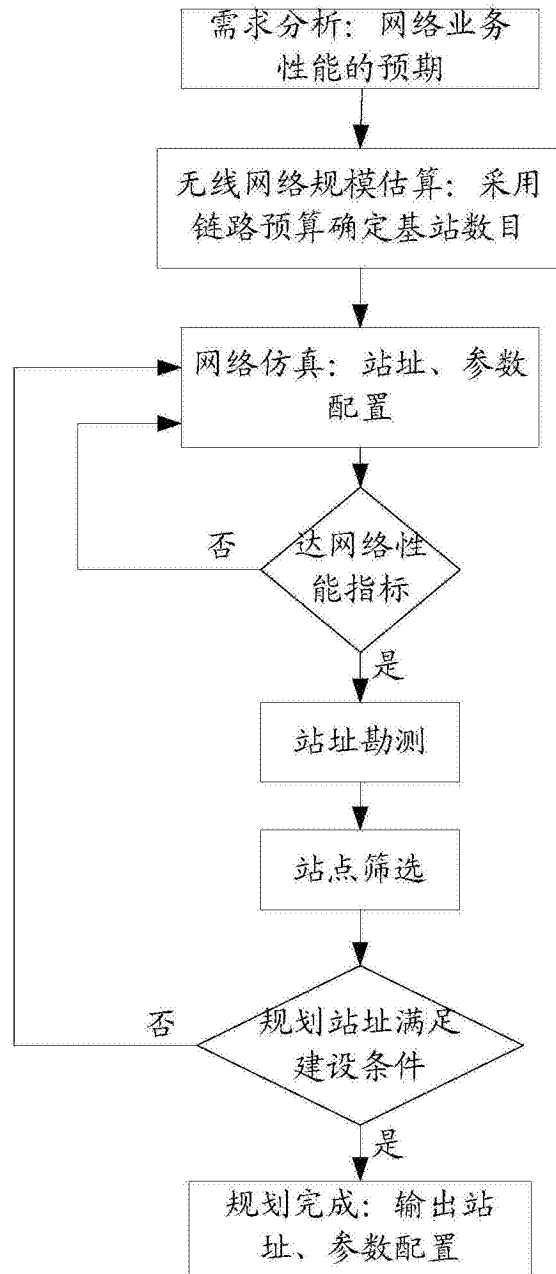 需求分析：网络业务
性能的预期
无线网络规模估算：采用
链路预算确定基站数目
网络仿真：站址、参数
配置
否
达网络性
能指标
是
站址勘测
站点筛选
否
规划站址满足
建设条件
是
规划完成：输出站
址、参数配置